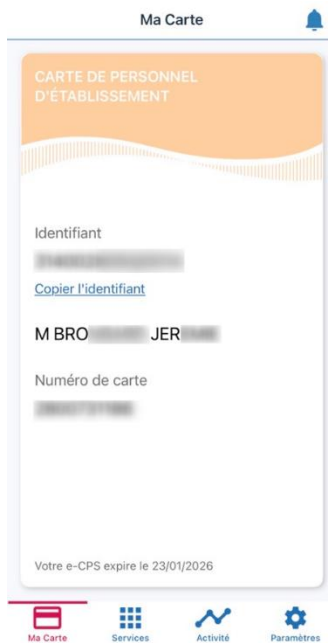 Ma Carte
CARTE DE PERSONNEL
D'ÉTABLISSEMENT
Identifiant
Copier l'identifiant
M BRO JER
Numéro de carte
Votre e-CPS expire le 23/01/2026
Ma Carte Services Activité Paramètres